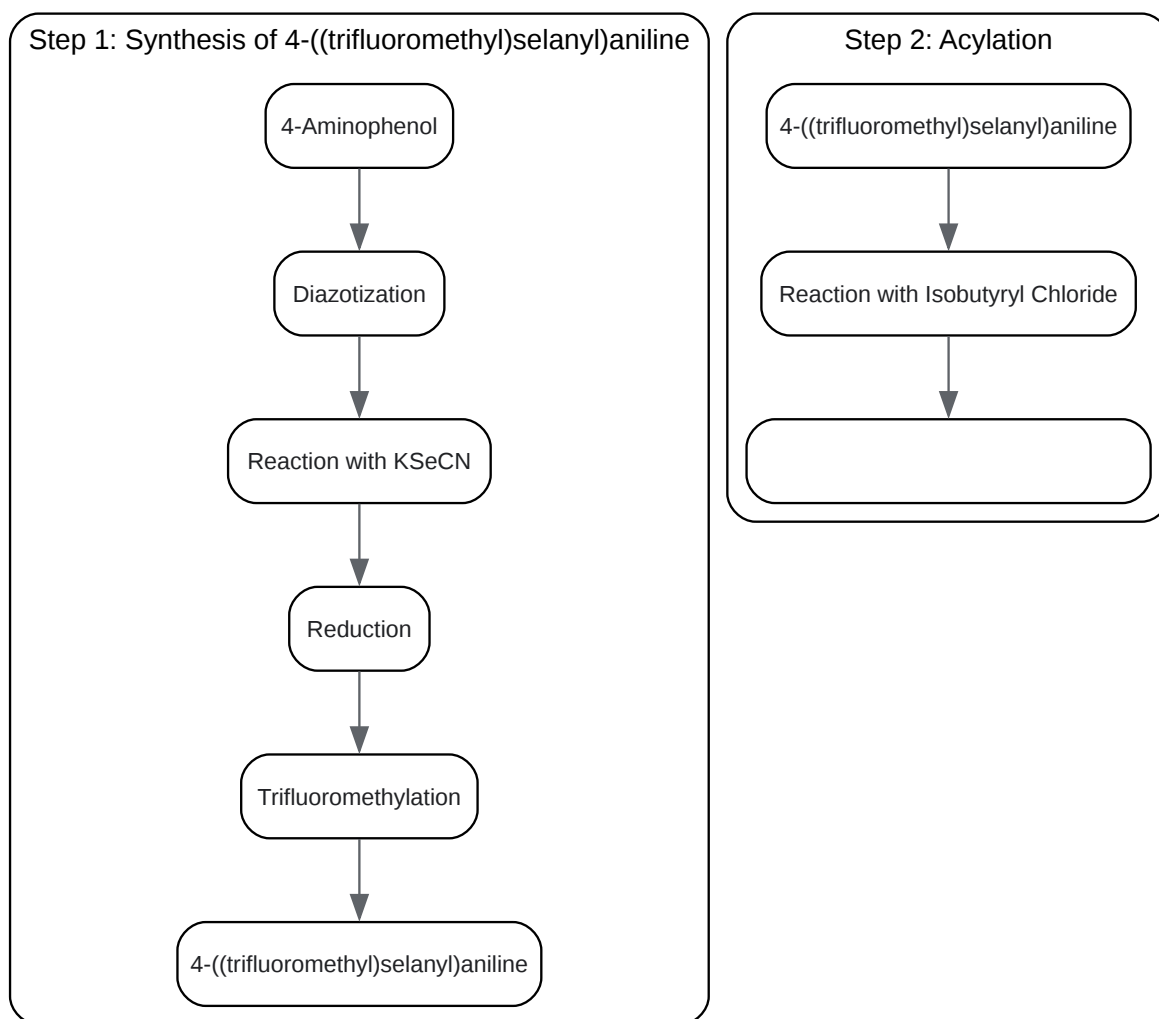 Step 1: Synthesis of 4-((trifluoromethyl)selanyl)aniline
4-Aminophenol
Diazotization
Reaction with KSeCN
Reduction
Trifluoromethylation
4-((trifluoromethyl)selanyl)aniline
Step 2: Acylation
4-((trifluoromethyl)selanyl)aniline
Reaction with Isobutyryl Chloride